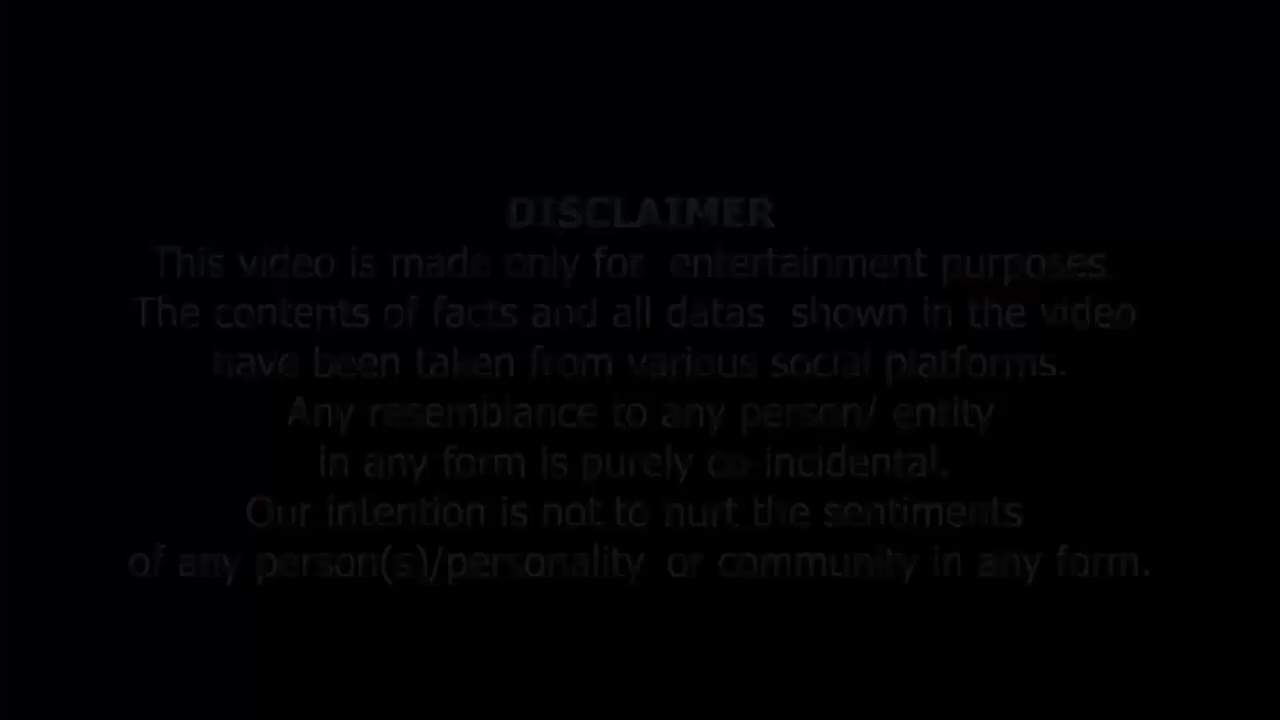 DISCLAIMER
This video is made only for entertainment purposes.
The contents of facts and all datas shown in the video
have been taken from various social platforms.
Any resemblance to any person/ entity
in any form is purely co-incidental.
Our intention is not to hurt the sentiments
of any person(s)/personality or community in any form.